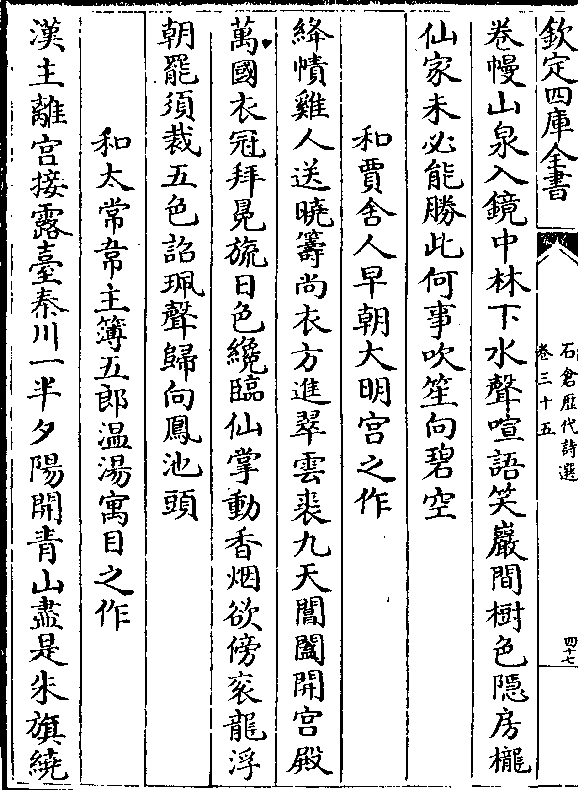 欽定四庫全書
石倉歷代詩選
卷三十五
四十七
卷幔山泉入鏡中林下水聲喧語笑巖間樹色隱房櫳
仙家未必能勝此何事吹笙向碧空
和賈舍人早朝大明宫之作
絳幘雞人送曉籌尚衣方進翠雲裘九天閶闔開宫殿
萬國衣冠拜冕旒日色纔臨仙掌動香烟欲傍衮龍浮
朝罷須裁五色詔珮聲歸向鳳池頭
和太常韋主簿五郎温湯寓目之作
漢主離宫接露臺秦川一半夕陽開青山盡是朱旗繞